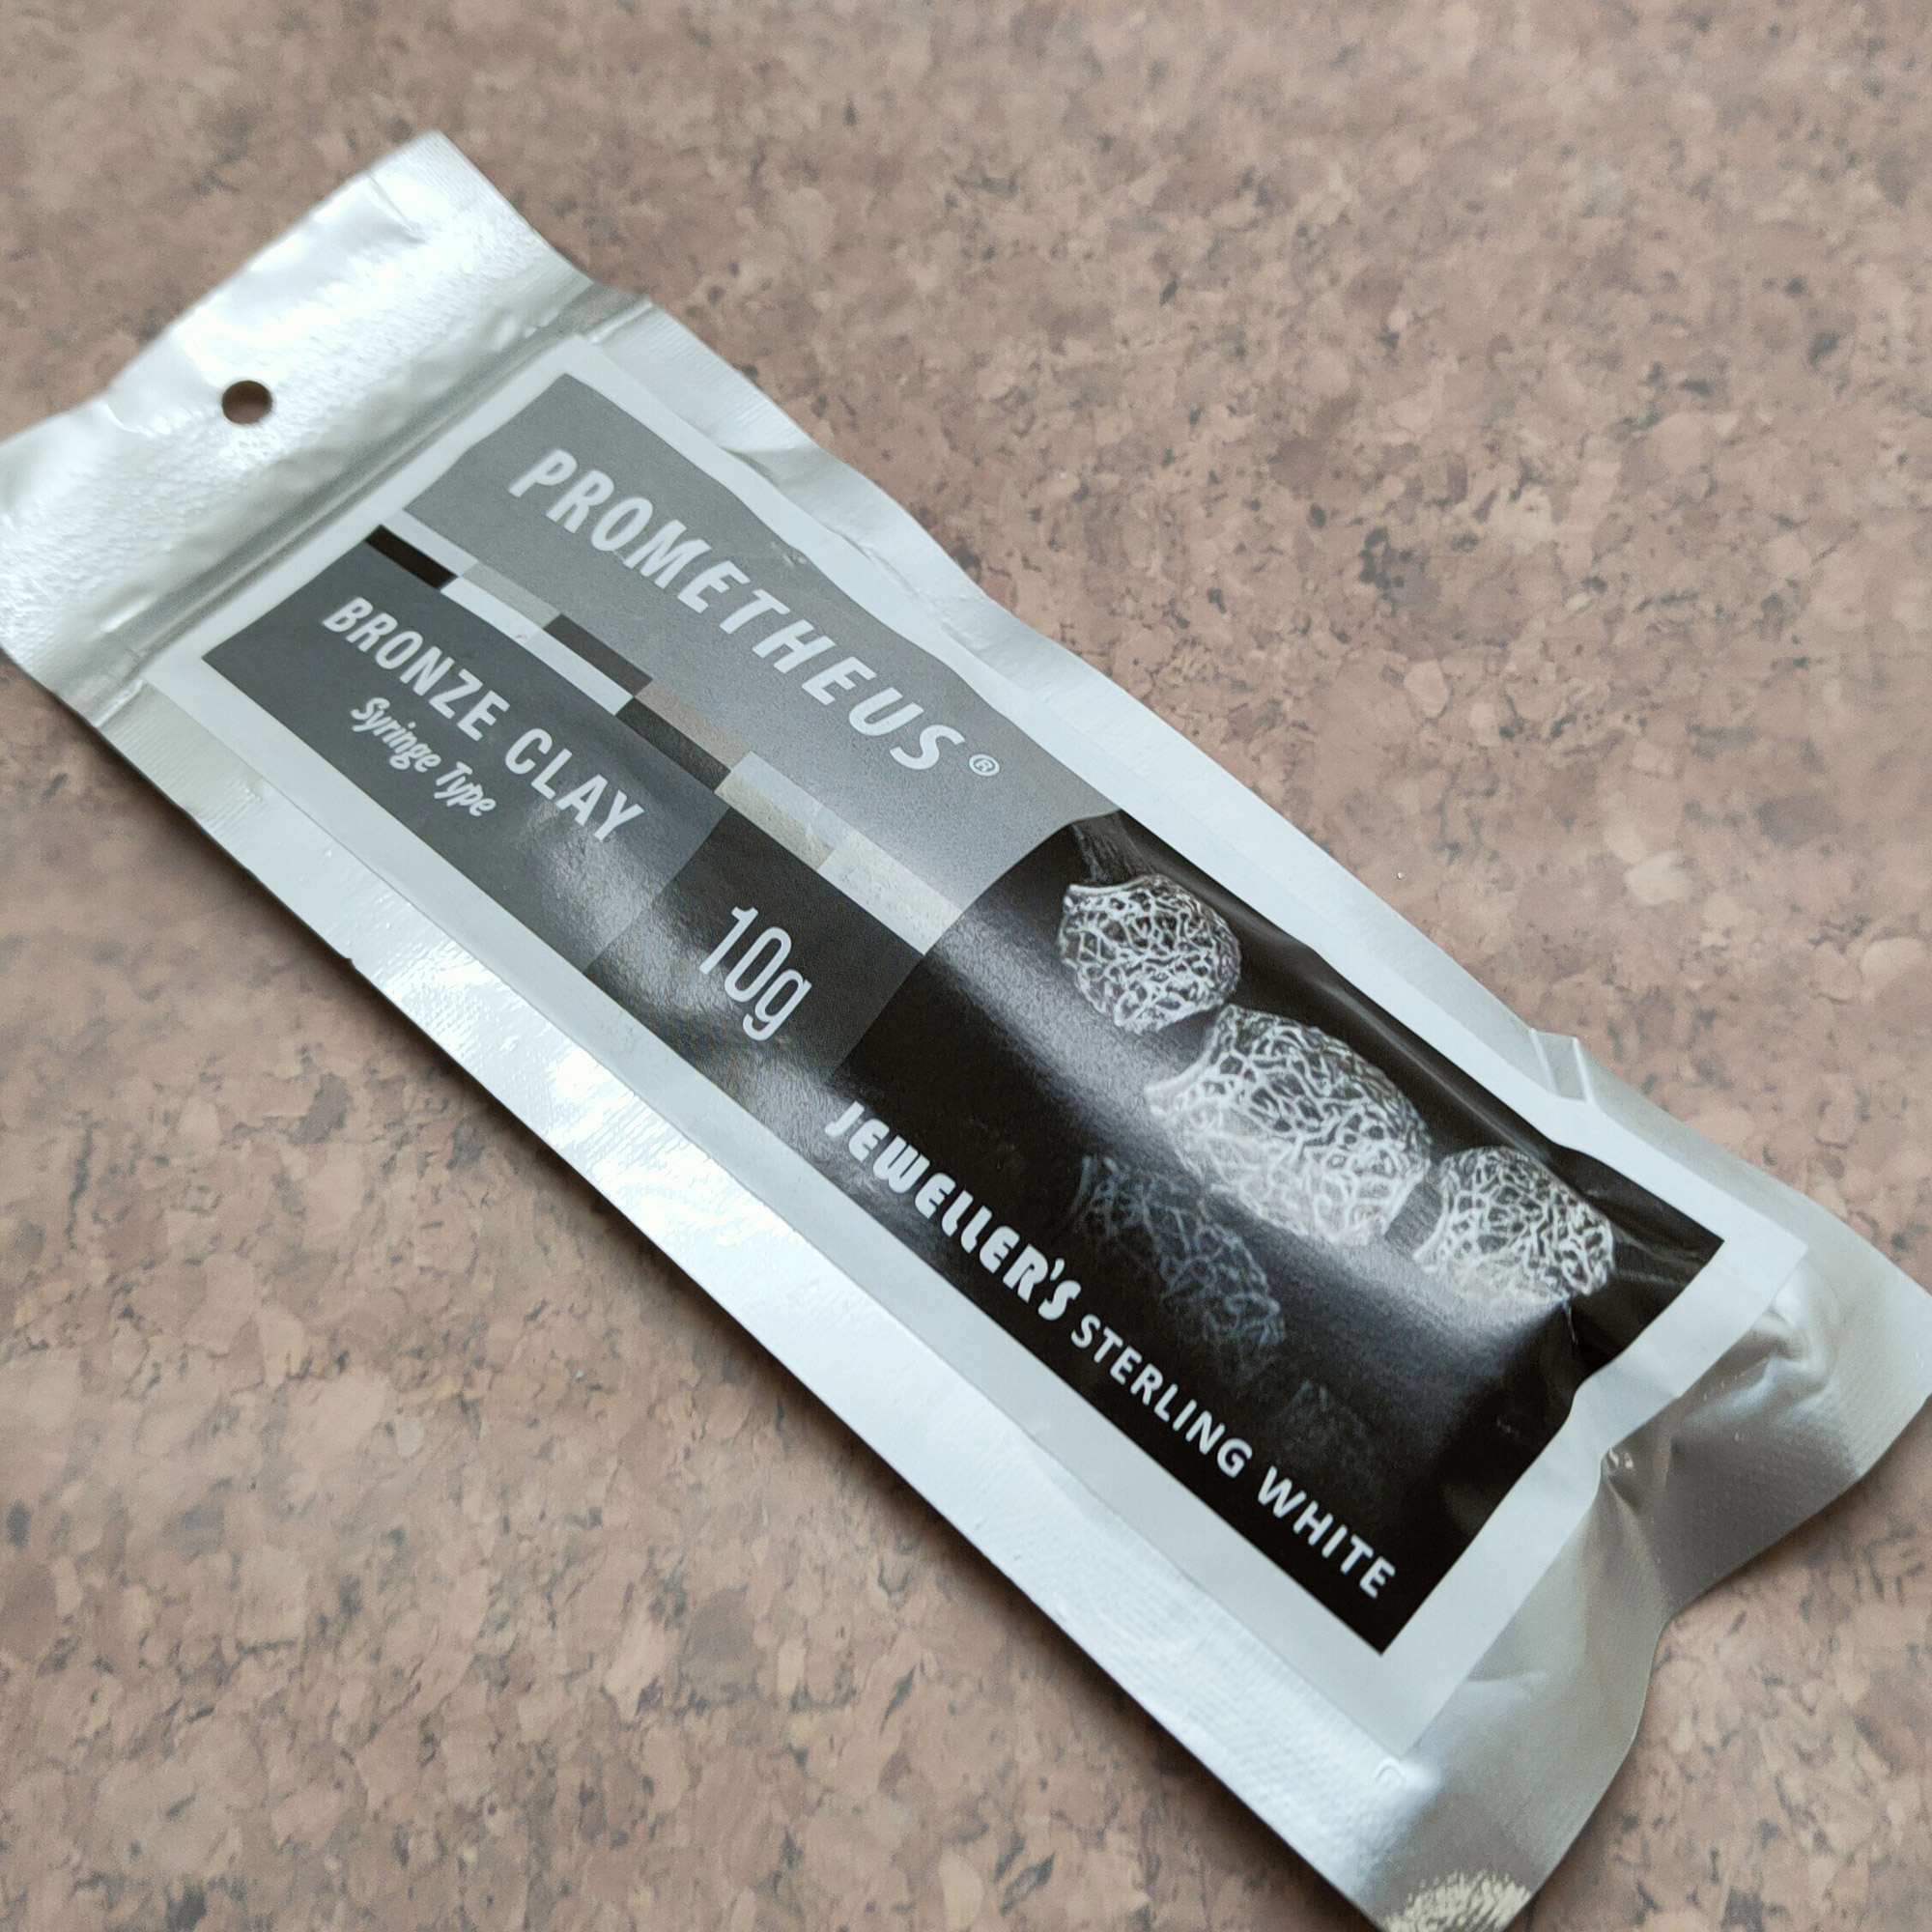 PROMETHEUS®
BRONZE CLAY
Syringe Type
10g
JEWELLER'S STERLING WHITE